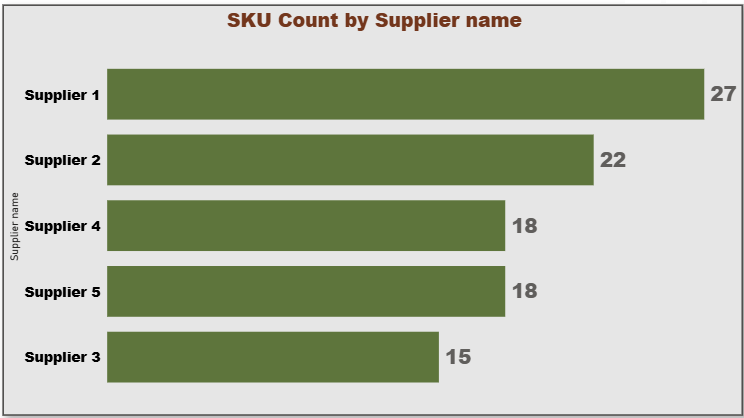 SKU Count by Supplier name
Supplier name
Supplier 1 27
Supplier 2 22
Supplier 4 18
Supplier 5 18
Supplier 3 15